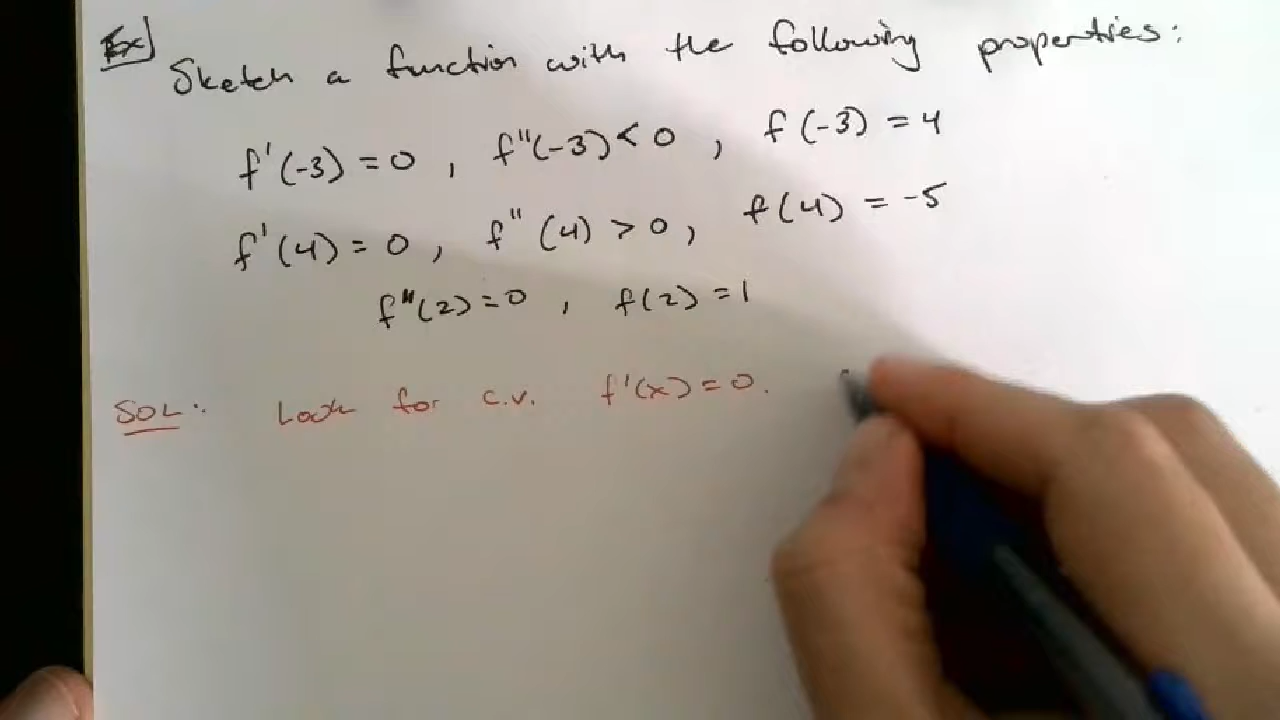 Ex] Sketch a function with the following properties:
f'(-3) = 0 , f''(-3) < 0 , f(-3) = 4
f'(4) = 0 , f''(4) > 0 , f(4) = -5
f''(2) = 0 , f(2) = 1
SOL: Look for c.v. f'(x) = 0.